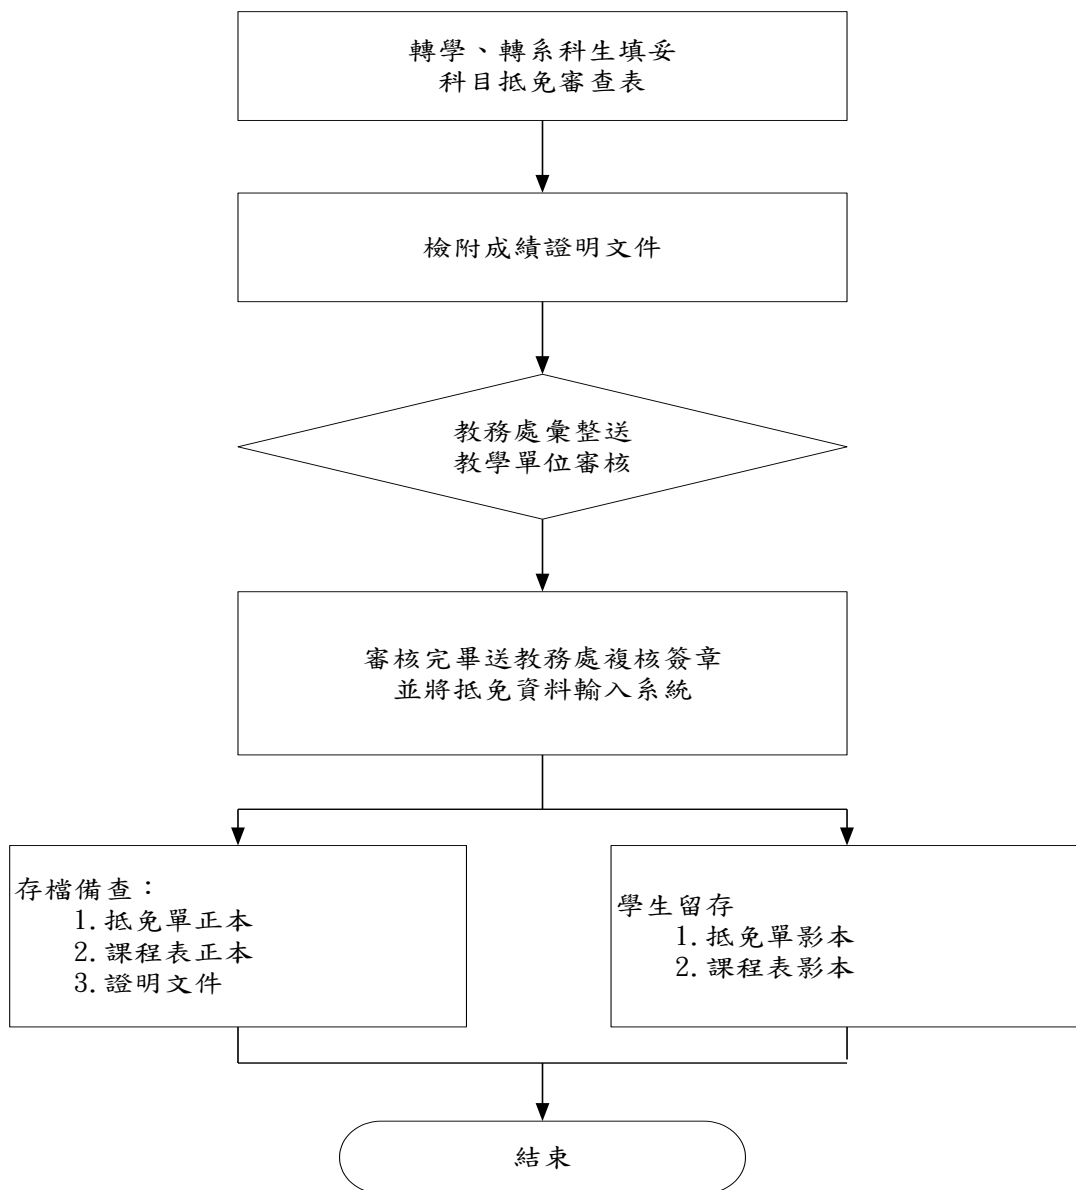 轉學、轉系科生填妥
科目抵免審查表
檢附成績證明文件
教務處彙整送
教學單位審核
審核完畢送教務處複核簽章
並將抵免資料輸入系統
存檔備查：
1.抵免單正本
2.課程表正本
3.證明文件
學生留存
1.抵免單影本
2.課程表影本
結束